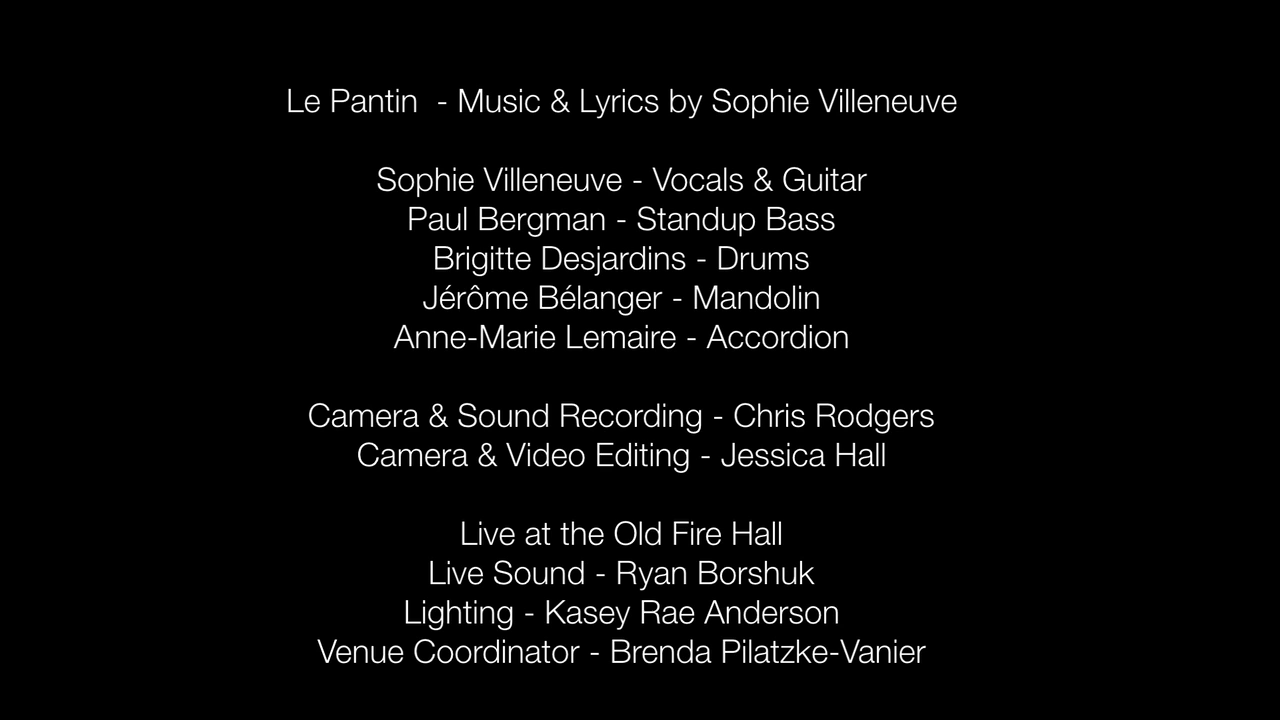 Le Pantin - Music & Lyrics by Sophie Villeneuve
Sophie Villeneuve - Vocals & Guitar
Paul Bergman - Standup Bass
Brigitte Desjardins - Drums
Jérôme Bélanger - Mandolin
Anne-Marie Lemaire - Accordion
Camera & Sound Recording - Chris Rodgers
Camera & Video Editing - Jessica Hall
Live at the Old Fire Hall
Live Sound - Ryan Borshuk
Lighting - Kasey Rae Anderson
Venue Coordinator - Brenda Pilatzke-Vanier